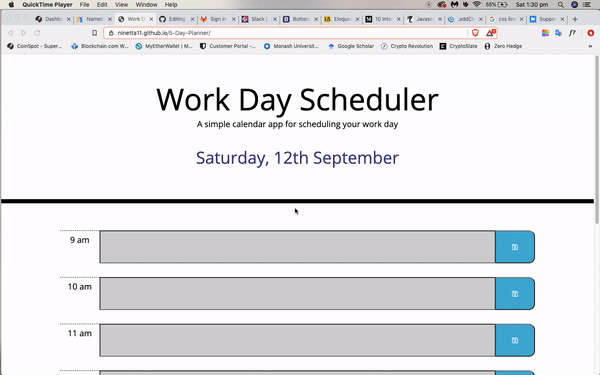 QuickTime Player File Edit View Window Help 55% Sat 1:30 pm
Dashbo Nameb Work D Editing Sign in Slack Button Eloque 10 Inte Javasc .addCl css line Suppo
ninetta11.github.io/5-Day-Planner/
CoinSpot - Super... Blockchain.com W... MyEtherWallet | M... Customer Portal -... Monash Universit... Google Scholar Crypto Revolution CryptoSlate Zero Hedge
Work Day Scheduler
A simple calendar app for scheduling your work day
Saturday, 12th September
9 am
10 am
11 am